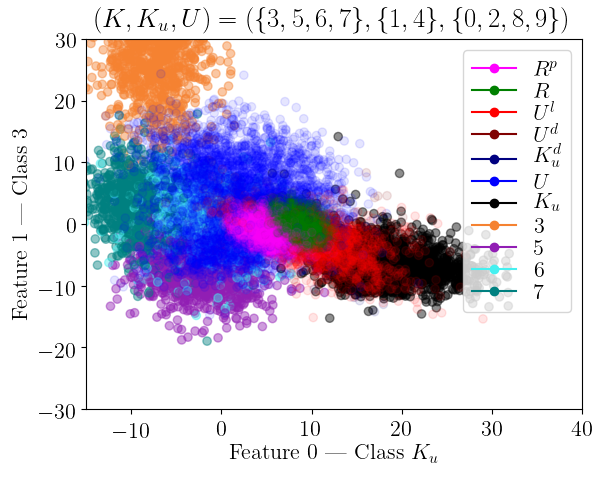 (K, K_u, U) = ({3, 5, 6, 7}, {1, 4}, {0, 2, 8, 9})
30
20
10
0
−10
−20
−30
Feature 1 — Class 3
R^p
R
U^l
U^d
K_u^d
U
K_u
3
5
6
7
−10 0 10 20 30 40
Feature 0 — Class K_u